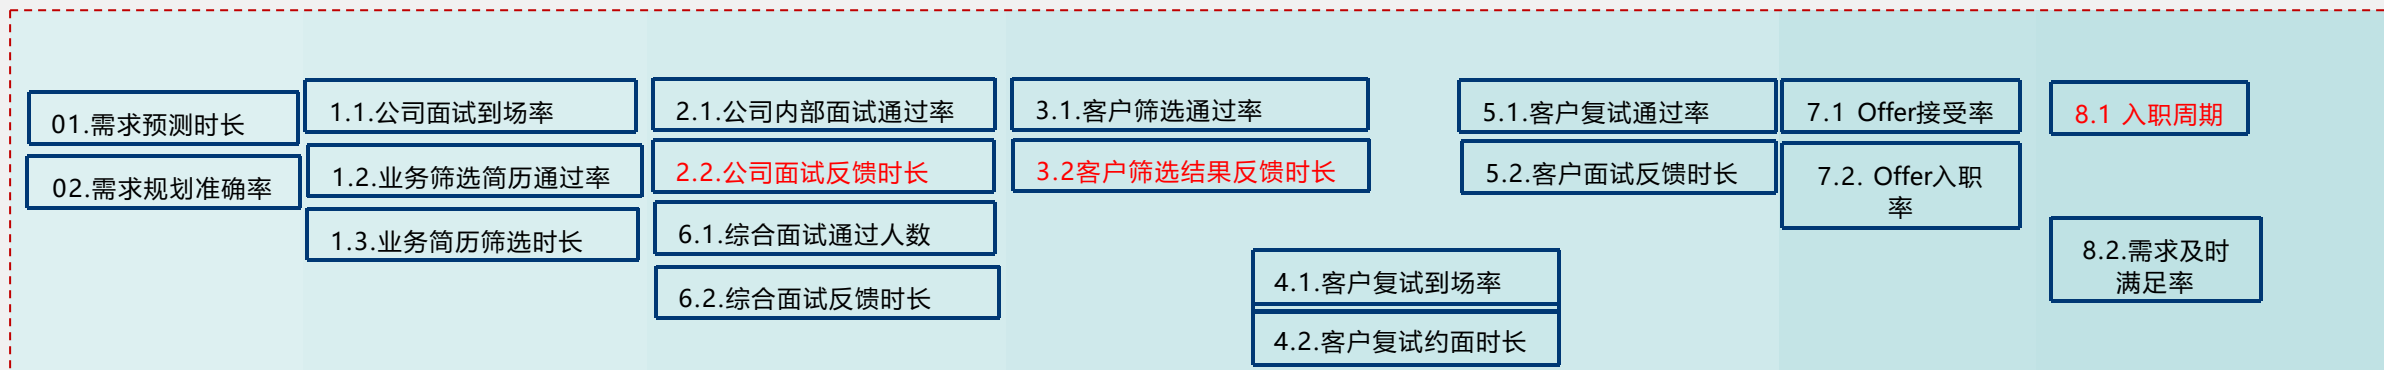 01.需求预测时长
02.需求规划准确率
1.1.公司面试到场率
1.2.业务筛选简历通过率
1.3.业务简历筛选时长
2.1.公司内部面试通过率
2.2.公司面试反馈时长
6.1.综合面试通过人数
6.2.综合面试反馈时长
3.1.客户筛选通过率
3.2客户筛选结果反馈时长
4.1.客户复试到场率
4.2.客户复试约面时长
5.1.客户复试通过率
5.2.客户面试反馈时长
7.1 Offer接受率
7.2. Offer入职
率
8.1 入职周期
8.2.需求及时
满足率